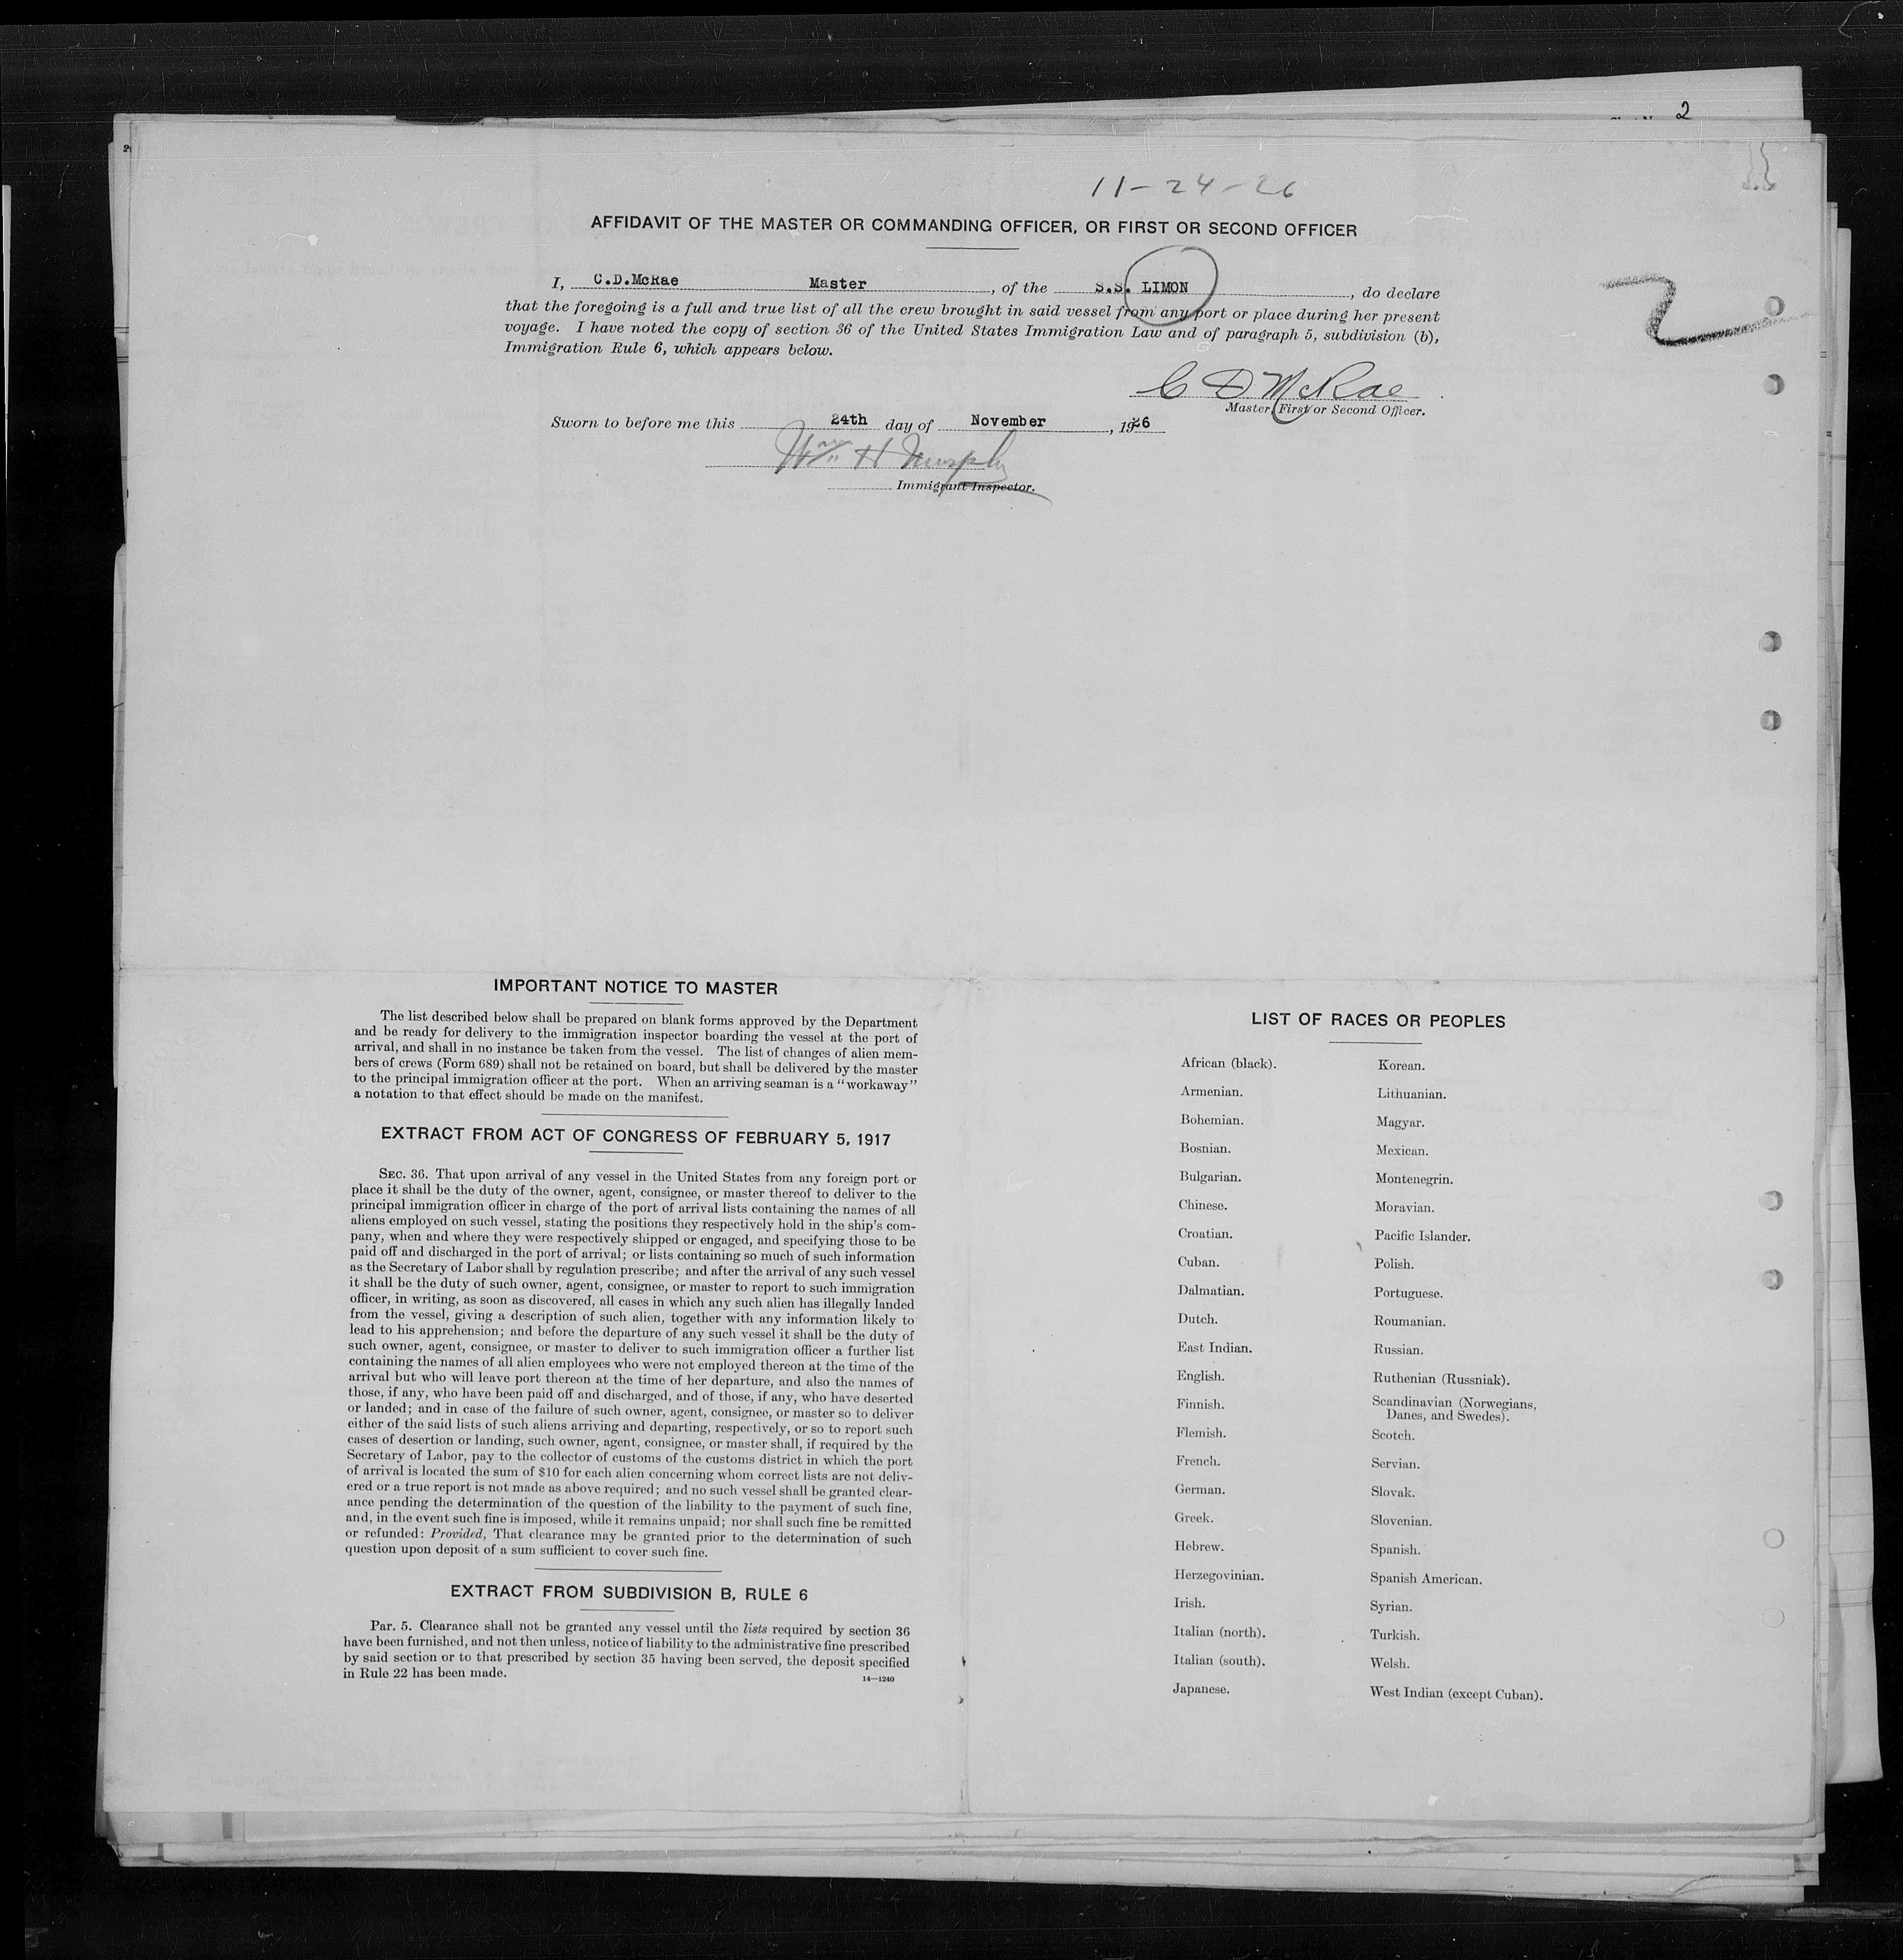 2
11-24-26
AFFIDAVIT OF THE MASTER OR COMMANDING OFFICER, OR FIRST OR SECOND OFFICER
I, C.D.McRae Master, of the S.S. LIMON, do declare
that the foregoing is a full and true list of all the crew brought in said vessel from any port or place during her present
voyage. I have noted the copy of section 36 of the United States Immigration Law and of paragraph 5, subdivision (b),
Immigration Rule 6, which appears below.
2
C D McRae
Master, First or Second Officer.
Sworn to before me this 24th day of November, 1926
Wm H Murphy
Immigrant Inspector.
IMPORTANT NOTICE TO MASTER
The list described below shall be prepared on blank forms approved by the Department
and be ready for delivery to the immigration inspector boarding the vessel at the port of
arrival, and shall in no instance be taken from the vessel. The list of changes of alien mem-
bers of crews (Form 689) shall not be retained on board, but shall be delivered by the master
to the principal immigration officer at the port. When an arriving seaman is a "workaway"
a notation to that effect should be made on the manifest.
EXTRACT FROM ACT OF CONGRESS OF FEBRUARY 5, 1917
SEC. 36. That upon arrival of any vessel in the United States from any foreign port or
place it shall be the duty of the owner, agent, consignee, or master thereof to deliver to the
principal immigration officer in charge of the port of arrival lists containing the names of all
aliens employed on such vessel, stating the positions they respectively hold in the ship's com-
pany, when and where they were respectively shipped or engaged, and specifying those to be
paid off and discharged in the port of arrival; or lists containing so much of such information
as the Secretary of Labor shall by regulation prescribe; and after the arrival of any such vessel
it shall be the duty of such owner, agent, consignee, or master to report to such immigration
officer, in writing, as soon as discovered, all cases in which any such alien has illegally landed
from the vessel, giving a description of such alien, together with any information likely to
lead to his apprehension; and before the departure of any such vessel it shall be the duty of
such owner, agent, consignee, or master to deliver to such immigration officer a further list
containing the names of all alien employees who were not employed thereon at the time of the
arrival but who will leave port thereon at the time of her departure, and also the names of
those, if any, who have been paid off and discharged, and of those, if any, who have deserted
or landed; and in case of the failure of such owner, agent, consignee, or master so to deliver
either of the said lists of such aliens arriving and departing, respectively, or so to report such
cases of desertion or landing, such owner, agent, consignee, or master shall, if required by the
Secretary of Labor, pay to the collector of customs of the customs district in which the port
of arrival is located the sum of $10 for each alien concerning whom correct lists are not deliv-
ered or a true report is not made as above required; and no such vessel shall be granted clear-
ance pending the determination of the question of the liability to the payment of such fine,
and, in the event such fine is imposed, while it remains unpaid; nor shall such fine be remitted
or refunded: Provided, That clearance may be granted prior to the determination of such
question upon deposit of a sum sufficient to cover such fine.
EXTRACT FROM SUBDIVISION B, RULE 6
Par. 5. Clearance shall not be granted any vessel until the lists required by section 36
have been furnished, and not then unless, notice of liability to the administrative fine prescribed
by said section or to that prescribed by section 35 having been served, the deposit specified
in Rule 22 has been made.
14—1240
LIST OF RACES OR PEOPLES
African (black).
Armenian.
Bohemian.
Bosnian.
Bulgarian.
Chinese.
Croatian.
Cuban.
Dalmatian.
Dutch.
East Indian.
English.
Finnish.
Flemish.
French.
German.
Greek.
Hebrew.
Herzegovinian.
Irish.
Italian (north).
Italian (south).
Japanese.
Korean.
Lithuanian.
Magyar.
Mexican.
Montenegrin.
Moravian.
Pacific Islander.
Polish.
Portuguese.
Roumanian.
Russian.
Ruthenian (Russniak).
Scandinavian (Norwegians,
Danes, and Swedes).
Scotch.
Servian.
Slovak.
Slovenian.
Spanish.
Spanish American.
Syrian.
Turkish.
Welsh.
West Indian (except Cuban).